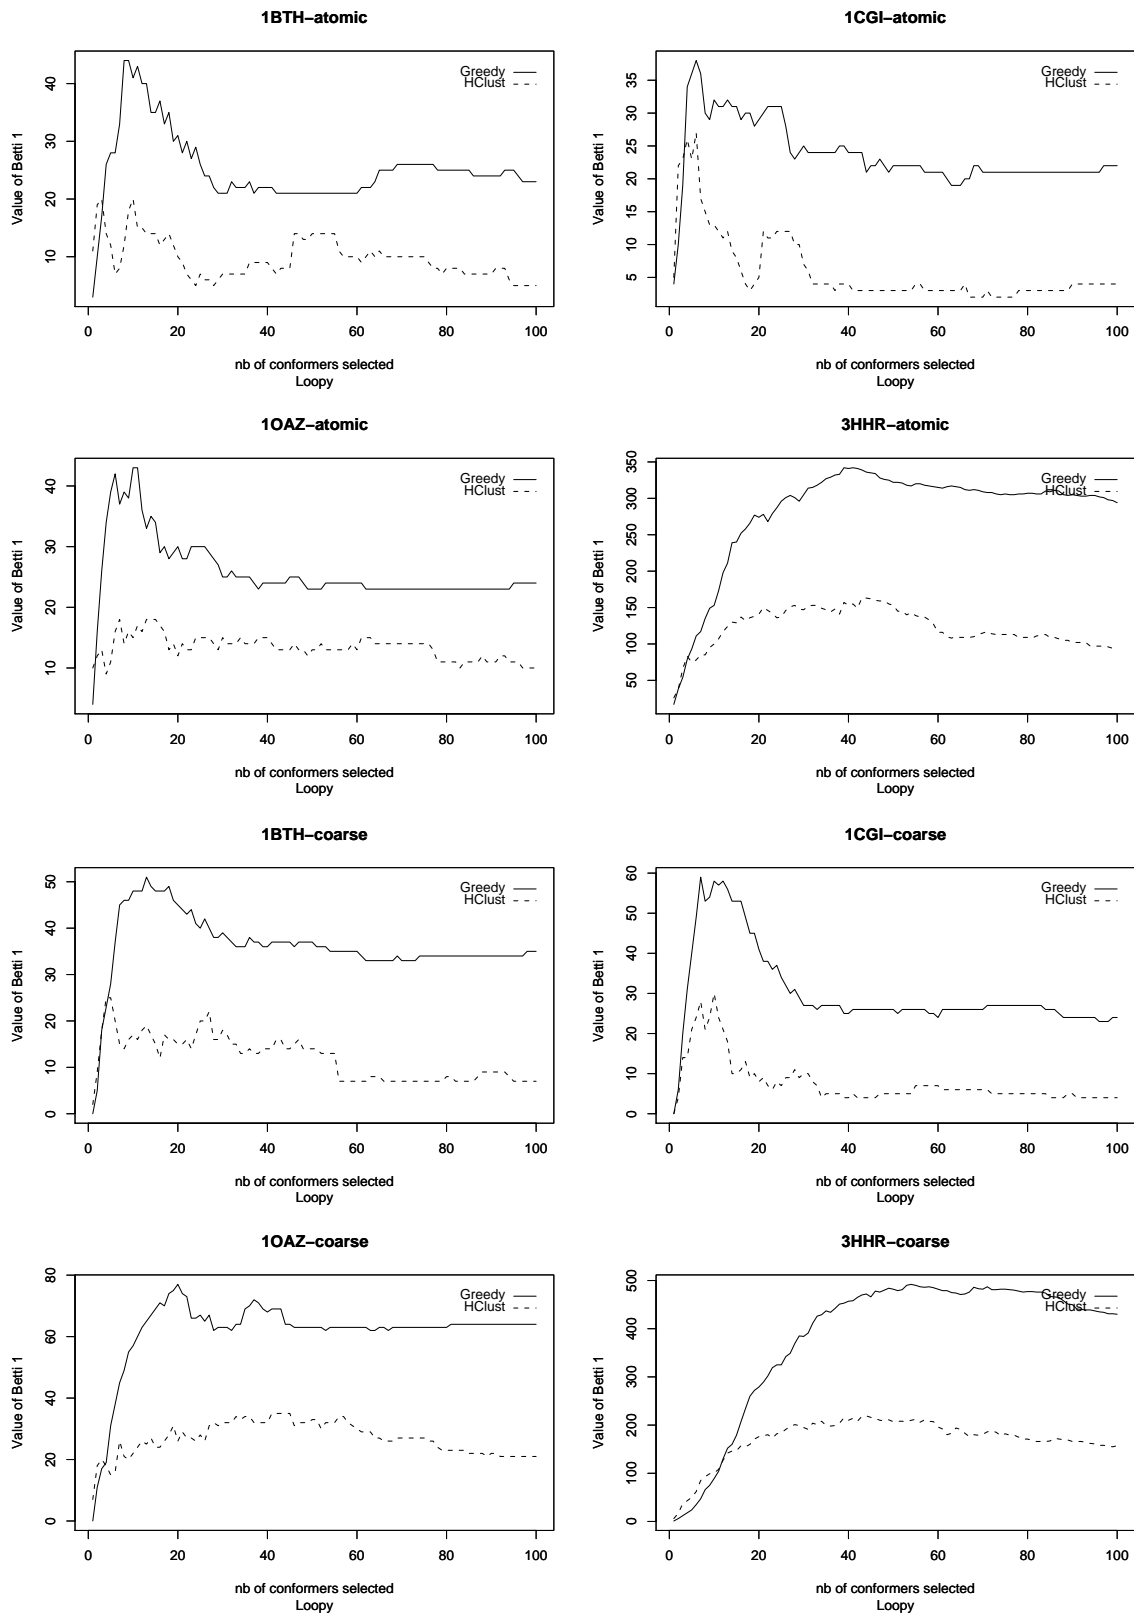 1BTH–atomic
Greedy
HClust
Value of Betti 1
10 20 30 40
0 20 40 60 80 100
nb of conformers selected
Loopy
1CGI–atomic
Greedy
HClust
Value of Betti 1
5 10 15 20 25 30 35
0 20 40 60 80 100
nb of conformers selected
Loopy
1OAZ–atomic
Greedy
HClust
Value of Betti 1
10 20 30 40
0 20 40 60 80 100
nb of conformers selected
Loopy
3HHR–atomic
Greedy
HClust
Value of Betti 1
50 100 150 200 250 300 350
0 20 40 60 80 100
nb of conformers selected
Loopy
1BTH–coarse
Greedy
HClust
Value of Betti 1
0 10 20 30 40 50
0 20 40 60 80 100
nb of conformers selected
Loopy
1CGI–coarse
Greedy
HClust
Value of Betti 1
0 10 20 30 40 50 60
0 20 40 60 80 100
nb of conformers selected
Loopy
1OAZ–coarse
Greedy
HClust
Value of Betti 1
0 20 40 60 80
0 20 40 60 80 100
nb of conformers selected
Loopy
3HHR–coarse
Greedy
HClust
Value of Betti 1
0 100 200 300 400 500
0 20 40 60 80 100
nb of conformers selected
Loopy